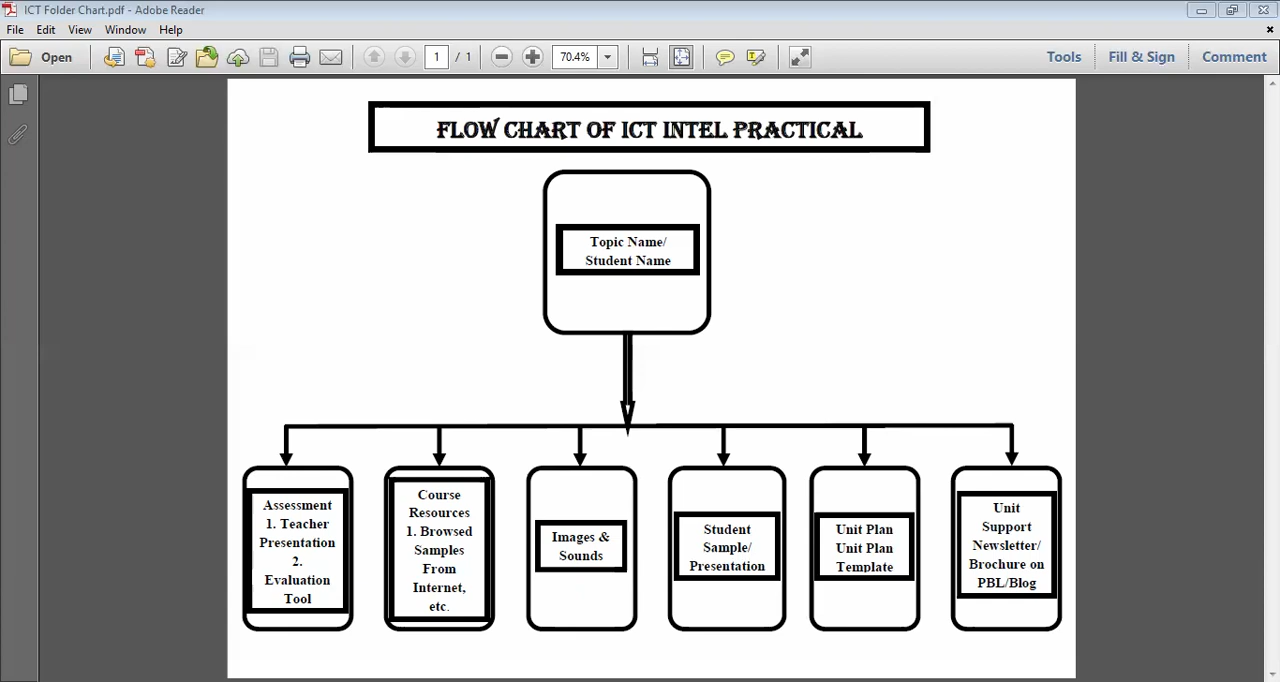 ICT Folder Chart.pdf - Adobe Reader
File Edit View Window Help
Open 1 / 1 70.4% Tools Fill & Sign Comment
FLOW CHART OF ICT INTEL PRACTICAL
Topic Name/
Student Name
Assessment
1. Teacher
Presentation
2.
Evaluation
Tool
Course
Resources
1. Browsed
Samples
From
Internet,
etc.
Images &
Sounds
Student
Sample/
Presentation
Unit Plan
Unit Plan
Template
Unit
Support
Newsletter/
Brochure on
PBL/Blog